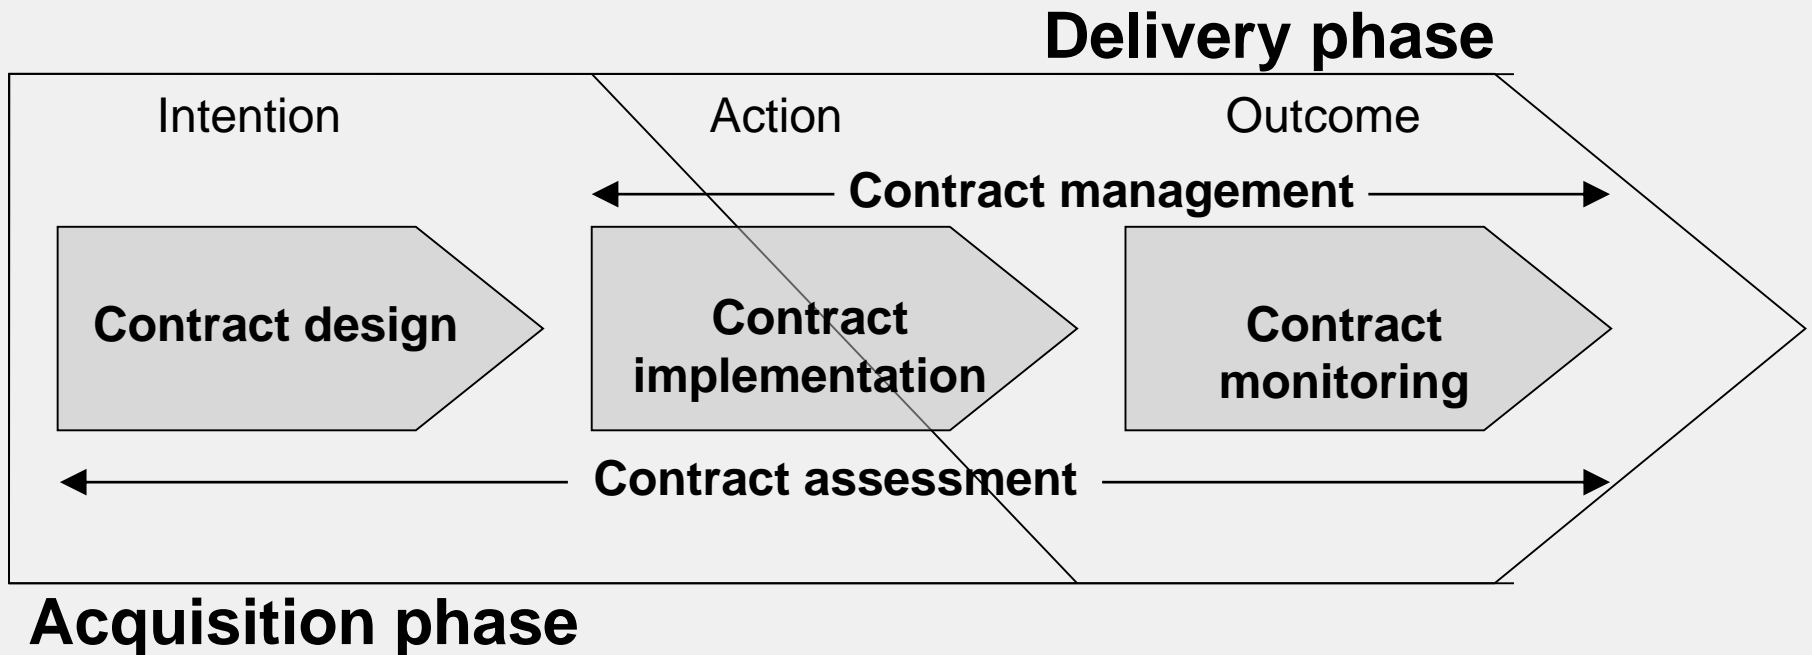 Delivery phase
Intention
Action
Outcome
Contract management
Contract design
Contract
implementation
Contract
monitoring
Contract assessment
Acquisition phase